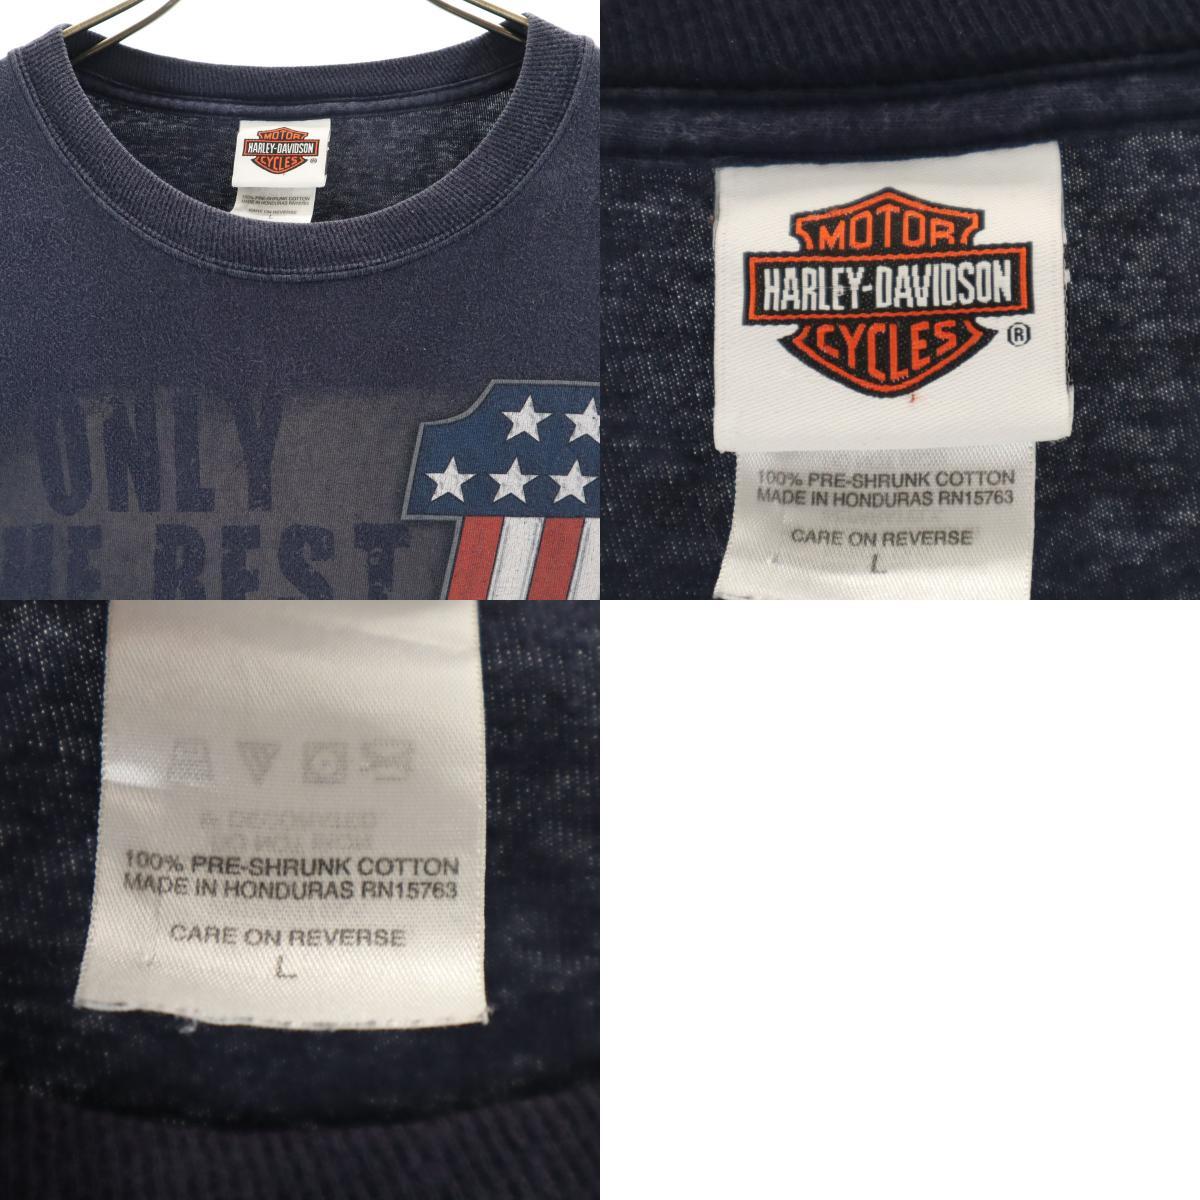 MOTOR
HARLEY-DAVIDSON
CYCLES
®
100% PRE-SHRUNK COTTON
MADE IN HONDURAS RN15763
CARE ON REVERSE
L
ONLY
THE BEST
MOTOR
HARLEY-DAVIDSON
CYCLES
®
100% PRE-SHRUNK COTTON
MADE IN HONDURAS RN15763
CARE ON REVERSE
L
100% PRE-SHRUNK COTTON
MADE IN HONDURAS RN15763
CARE ON REVERSE
L